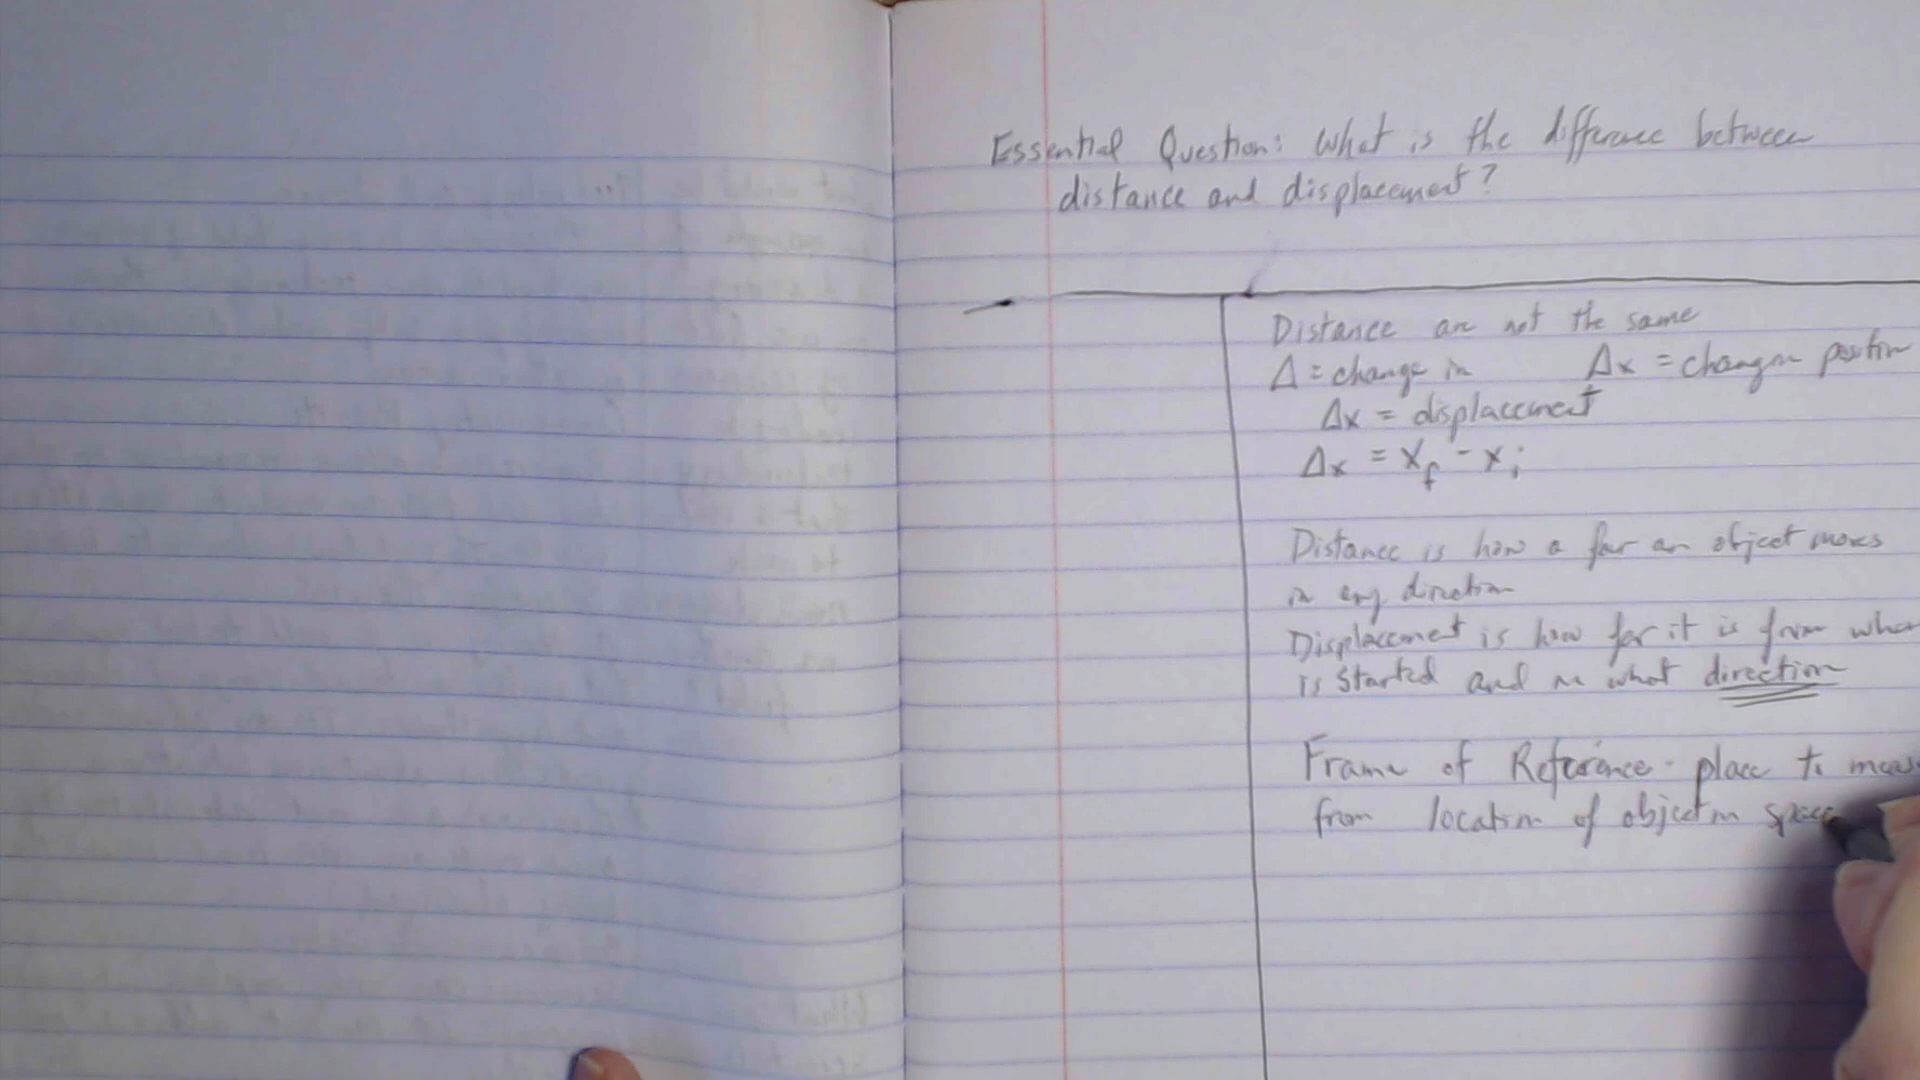 Essential Question: What is the difference between
distance and displacement?
Distance are not the same
Δ = change in Δx = change in position
Δx = displacement
Δx = xf - xi
Distance is how a far an object moves
in any direction
Displacement is how far it is from
is started and in what direction
Frame of Reference - place to
from location of object in space